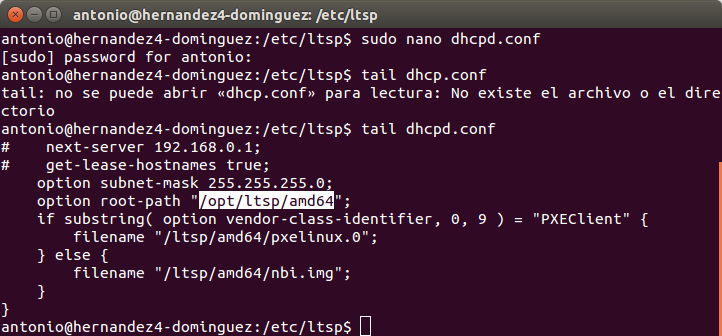 antonio@hernandez4-dominguez: /etc/ltsp
antonio@hernandez4-dominguez:/etc/ltsp$ sudo nano dhcpd.conf
[sudo] password for antonio:
antonio@hernandez4-dominguez:/etc/ltsp$ tail dhcp.conf
tail: no se puede abrir «dhcp.conf» para lectura: No existe el archivo o el dire
ctorio
antonio@hernandez4-dominguez:/etc/ltsp$ tail dhcpd.conf
#    next-server 192.168.0.1;
#    get-lease-hostnames true;
    option subnet-mask 255.255.255.0;
    option root-path "/opt/ltsp/amd64";
    if substring( option vendor-class-identifier, 0, 9 ) = "PXEClient" {
        filename "/ltsp/amd64/pxelinux.0";
    } else {
        filename "/ltsp/amd64/nbi.img";
    }
}
antonio@hernandez4-dominguez:/etc/ltsp$